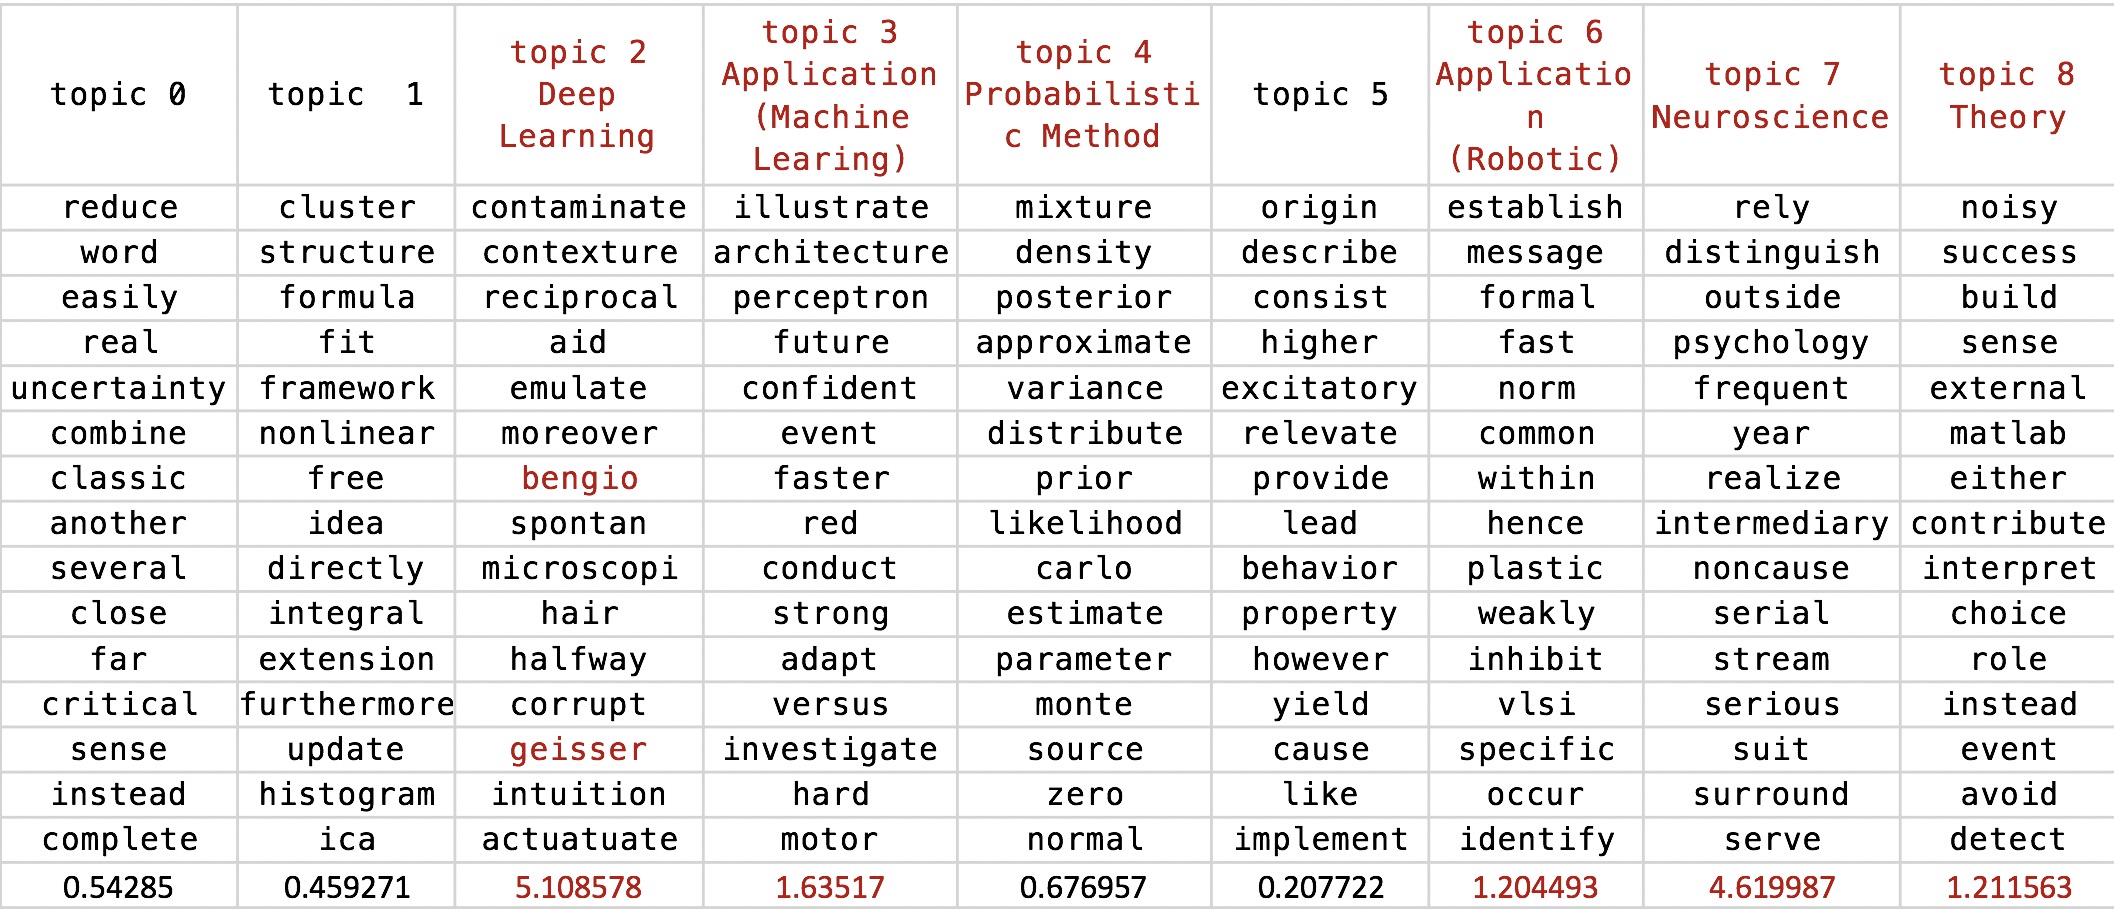 topic 0 topic 1 topic 2 Deep Learning topic 3 Application (Machine Learing) topic 4 Probabilisti c Method topic 5 topic 6 Applicatio n (Robotic) topic 7 Neuroscience topic 8 Theory
reduce cluster contaminate illustrate mixture origin establish rely noisy
word structure contexture architecture density describe message distinguish success
easily formula reciprocal perceptron posterior consist formal outside build
real fit aid future approximate higher fast psychology sense
uncertainty framework emulate confident variance excitatory norm frequent external
combine nonlinear moreover event distribute relevate common year matlab
classic free bengio faster prior provide within realize either
another idea spontan red likelihood lead hence intermediary contribute
several directly microscopi conduct carlo behavior plastic noncause interpret
close integral hair strong estimate property weakly serial choice
far extension halfway adapt parameter however inhibit stream role
critical furthermore corrupt versus monte yield vlsi serious instead
sense update geisser investigate source cause specific suit event
instead histogram intuition hard zero like occur surround avoid
complete ica actuatuate motor normal implement identify serve detect
0.54285 0.459271 5.108578 1.63517 0.676957 0.207722 1.204493 4.619987 1.211563